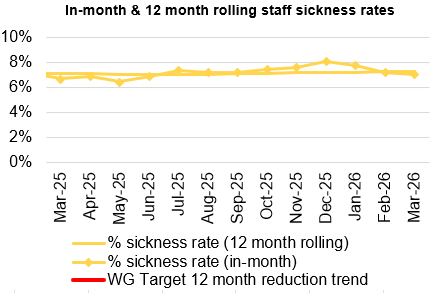 In-month & 12 month rolling staff sickness rates
10%
8%
6%
4%
2%
0%
Mar-25
Apr-25
May-25
Jun-25
Jul-25
Aug-25
Sep-25
Oct-25
Nov-25
Dec-25
Jan-26
Feb-26
Mar-26
% sickness rate (12 month rolling)
% sickness rate (in-month)
WG Target 12 month reduction trend